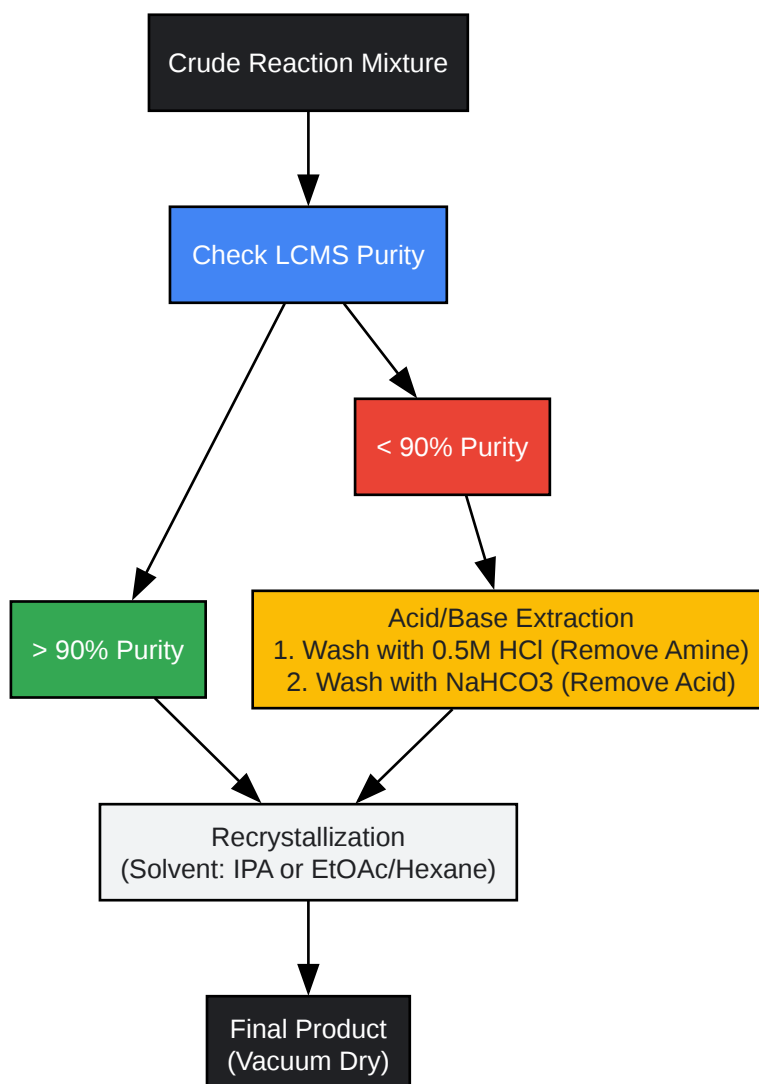 Crude Reaction Mixture
Check LCMS Purity
< 90% Purity
> 90% Purity
Acid/Base Extraction
1. Wash with 0.5M HCl (Remove Amine)
2. Wash with NaHCO3 (Remove Acid)
Recrystallization
(Solvent: IPA or EtOAc/Hexane)
Final Product
(Vacuum Dry)